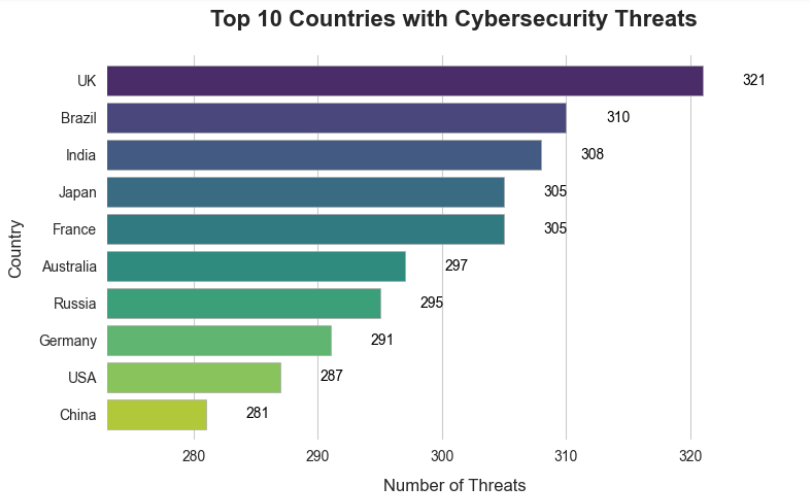 Top 10 Countries with Cybersecurity Threats
UK 321
Brazil 310
India 308
Japan 305
France 305
Australia 297
Russia 295
Germany 291
USA 287
China 281
Country
280 290 300 310 320
Number of Threats